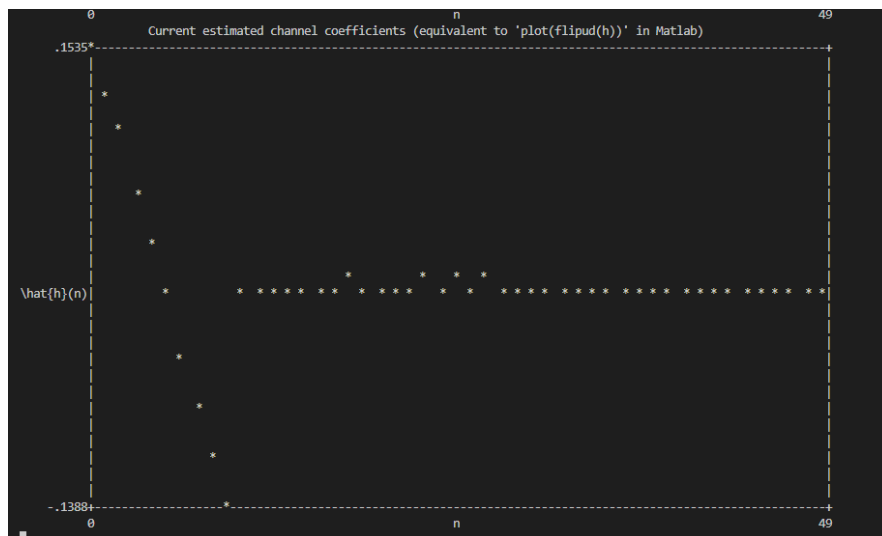 0 n 49
Current estimated channel coefficients (equivalent to 'plot(flipud(h))' in Matlab)
.1535
\hat{h}(n)
-.1388
0 n 49